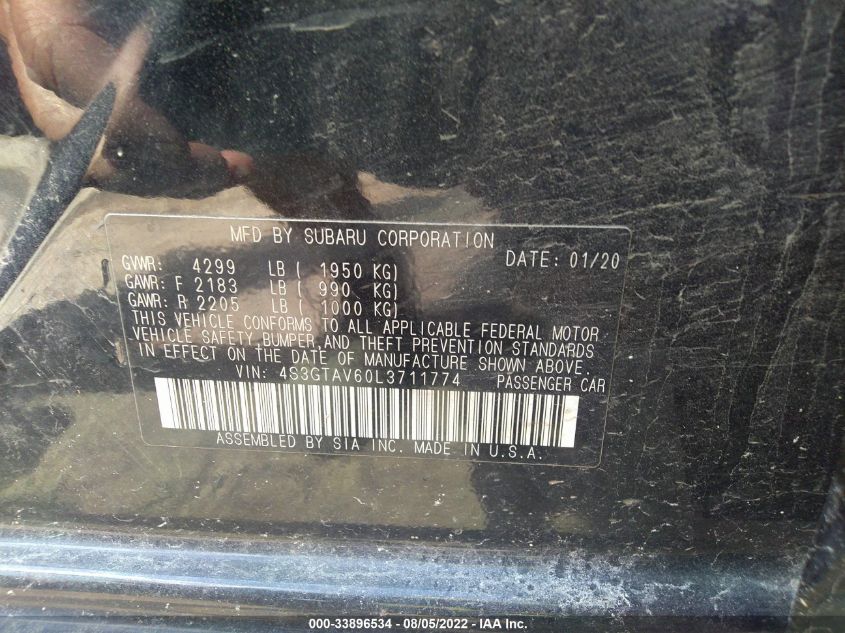 MFD BY SUBARU CORPORATION
DATE: 01/20
GVWR: 4299 LB ( 1950 KG)
GAWR: F 2183 LB ( 990 KG)
GAWR: R 2205 LB ( 1000 KG)
THIS VEHICLE CONFORMS TO ALL APPLICABLE FEDERAL MOTOR
VEHICLE SAFETY,BUMPER,AND THEFT PREVENTION STANDARDS
IN EFFECT ON THE DATE OF MANUFACTURE SHOWN ABOVE.
VIN: 4S3GTAV60L3711774 PASSENGER CAR
ASSEMBLED BY SIA INC. MADE IN U.S.A.
000-33896534 - 08/05/2022 - IAA Inc.